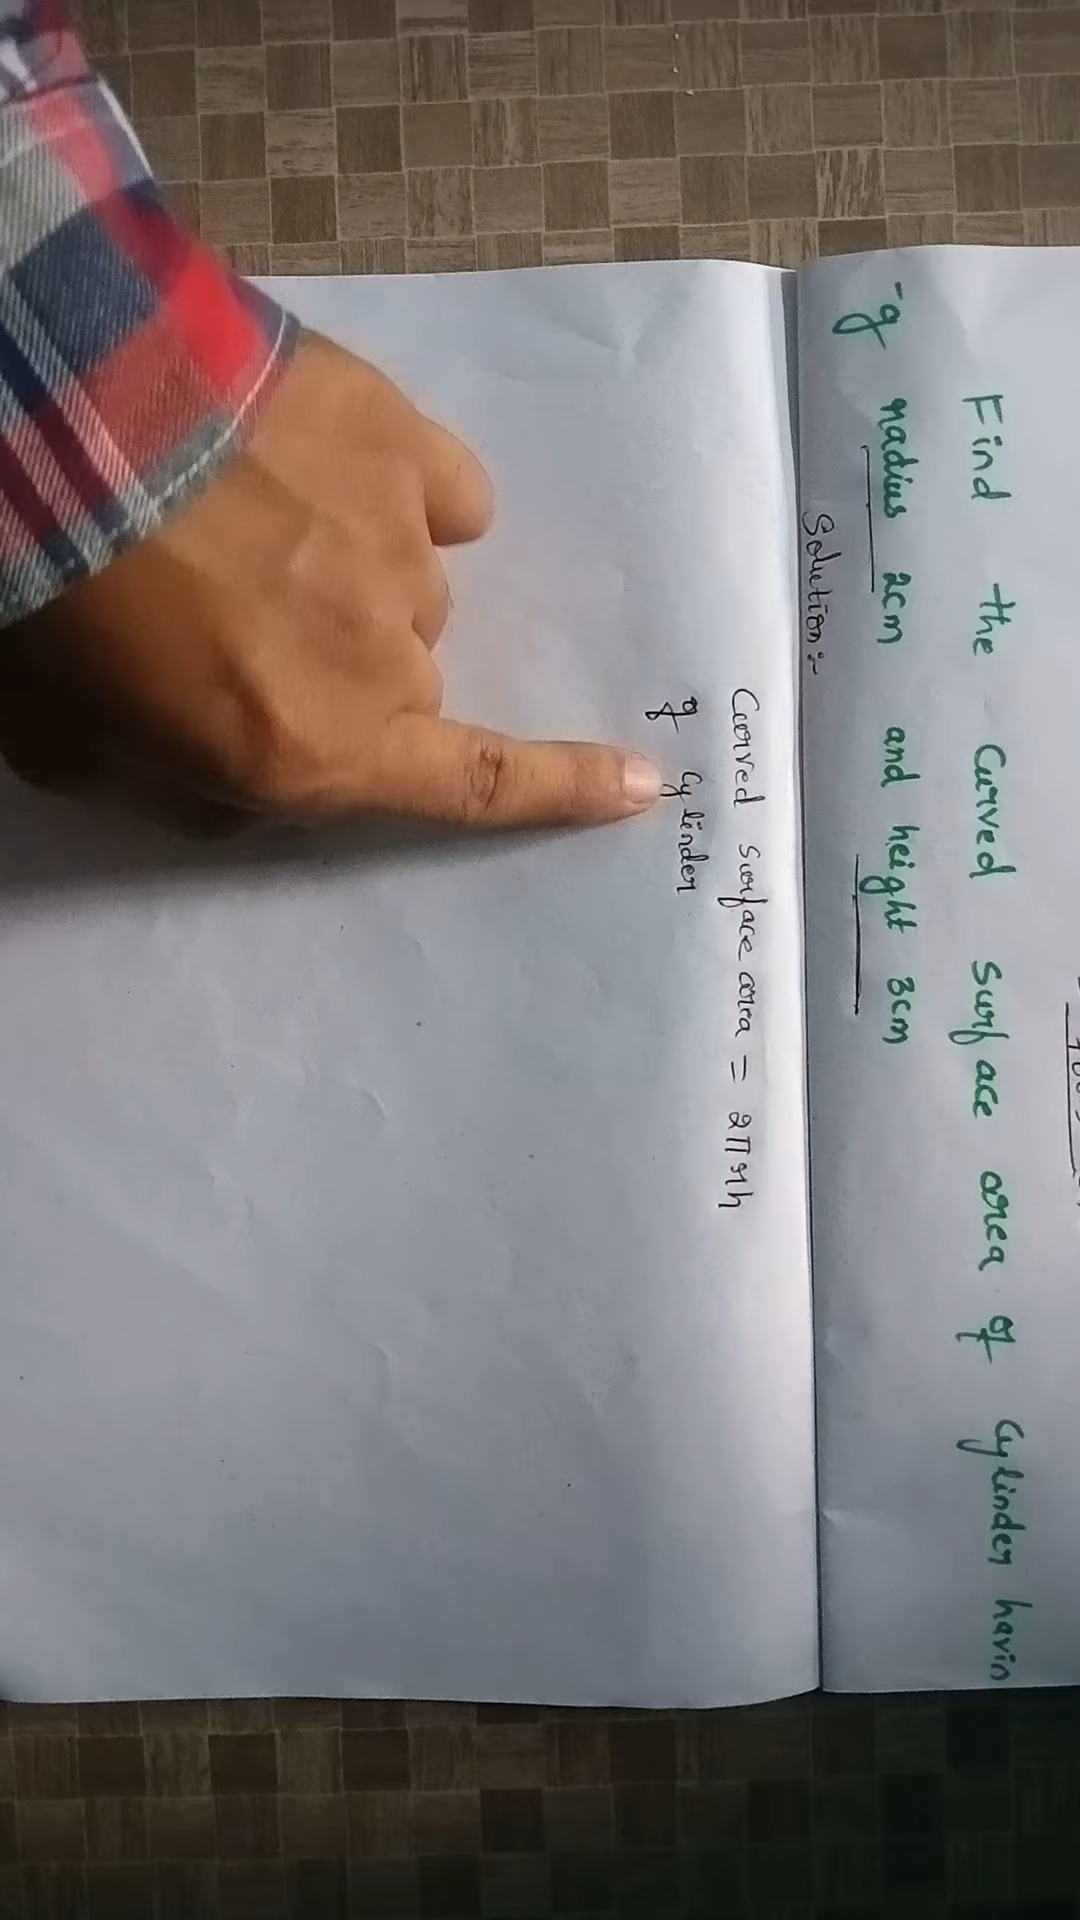 Find the Curved surface area of Cylinder havin
-g radius 2cm and height 3cm
Solution:-
Curved surface area = 2πrh
of Cylinder